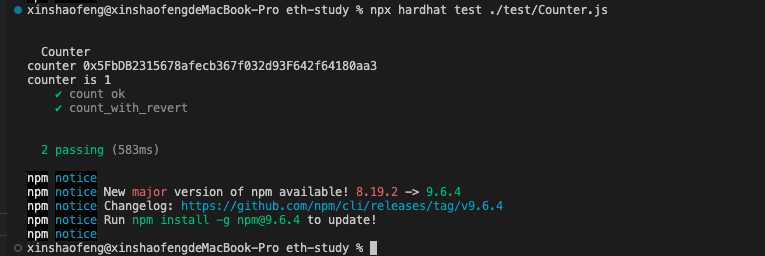 xinshaofeng@xinshaofengdeMacBook-Pro eth-study % npx hardhat test ./test/Counter.js
Counter
counter 0x5FbDB2315678afecb367f032d93F642f64180aa3
counter is 1
✔ count ok
✔ count_with_revert
2 passing (583ms)
npm notice
npm notice New major version of npm available! 8.19.2 -> 9.6.4
npm notice Changelog: https://github.com/npm/cli/releases/tag/v9.6.4
npm notice Run npm install -g npm@9.6.4 to update!
npm notice
xinshaofeng@xinshaofengdeMacBook-Pro eth-study %